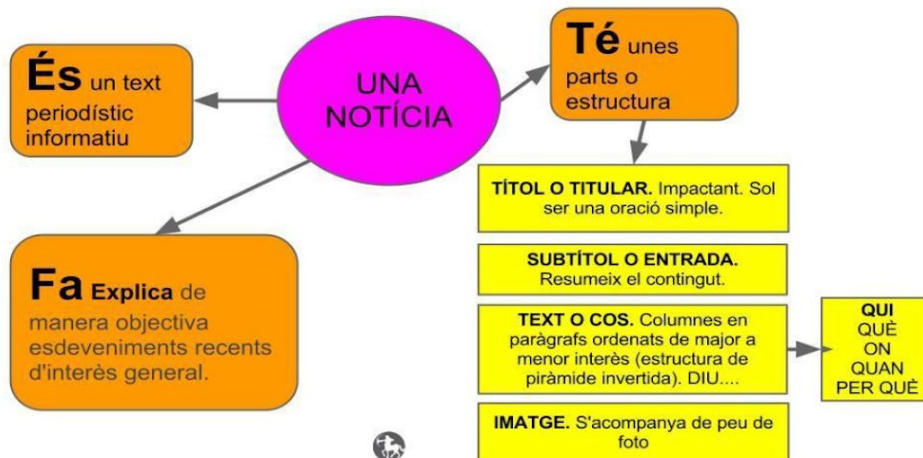 UNA
NOTÍCIA
És un text
periodístic
informatiu
Fa Explica de
manera objectiva
esdeveniments recents
d'interès general.
Té unes
parts o
estructura
TÍTOL O TITULAR. Impactant. Sol
ser una oració simple.
SUBTÍTOL O ENTRADA.
Resumeix el contingut.
TEXT O COS. Columnes en
paràgrafs ordenats de major a
menor interès (estructura de
piràmide invertida). DIU....
QUI
QUÈ
ON
QUAN
PER QUÈ
IMATGE. S'acompanya de peu de
foto